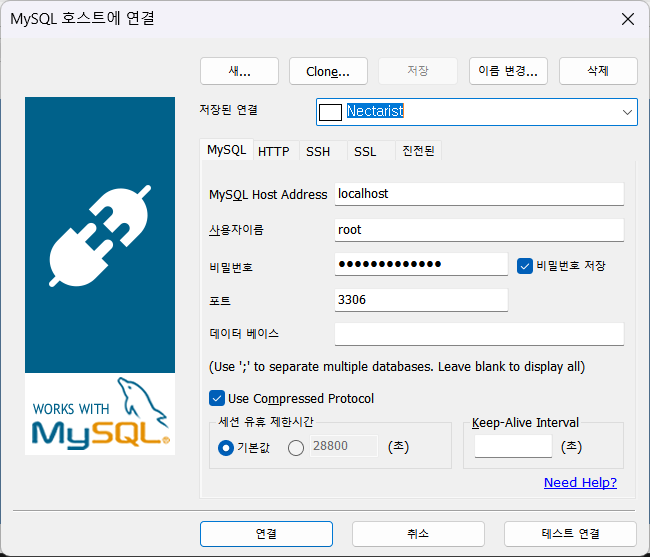 MySQL 호스트에 연결
새...
Clone...
저장
이름 변경...
삭제
저장된 연결
Nectarist
MySQL
HTTP
SSH
SSL
진전된
MySQL Host Address
localhost
사용자이름
root
비밀번호
●●●●●●●●●●●●●
비밀번호 저장
포트
3306
데이터 베이스
(Use ';' to separate multiple databases. Leave blank to display all)
WORKS WITH
MySQL®
Use Compressed Protocol
세션 유휴 제한시간
기본값
28800
(초)
Keep-Alive Interval
(초)
Need Help?
연결
취소
테스트 연결